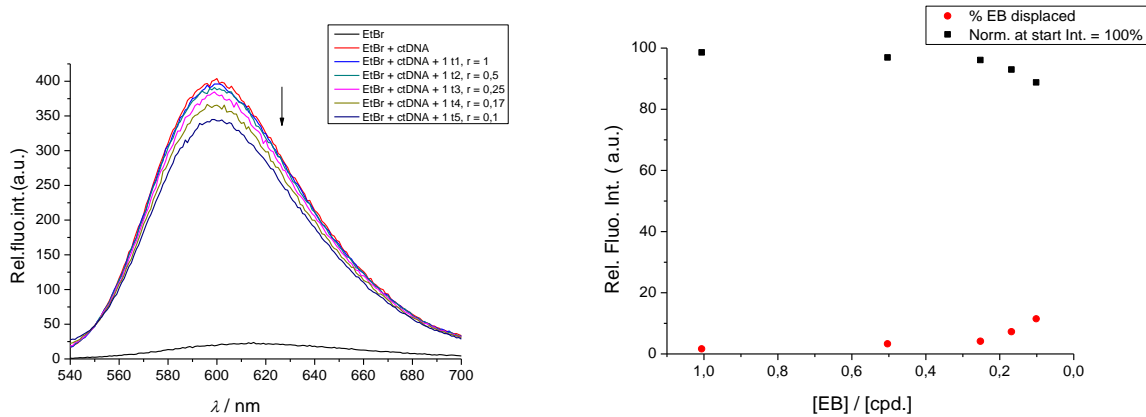 EtBr
EtBr + ctDNA
EtBr + ctDNA + 1 t1, r = 1
EtBr + ctDNA + 1 t2, r = 0,5
EtBr + ctDNA + 1 t3, r = 0,25
EtBr + ctDNA + 1 t4, r = 0,17
EtBr + ctDNA + 1 t5, r = 0,1
Rel.fluo.int.(a.u.)
400
350
300
250
200
150
100
50
0
540 560 580 600 620 640 660 680 700
λ / nm
% EB displaced
Norm. at start Int. = 100%
Rel. Fluo. Int. ( a.u.)
100
80
60
40
20
0
1,0 0,8 0,6 0,4 0,2 0,0
[EB] / [cpd.]